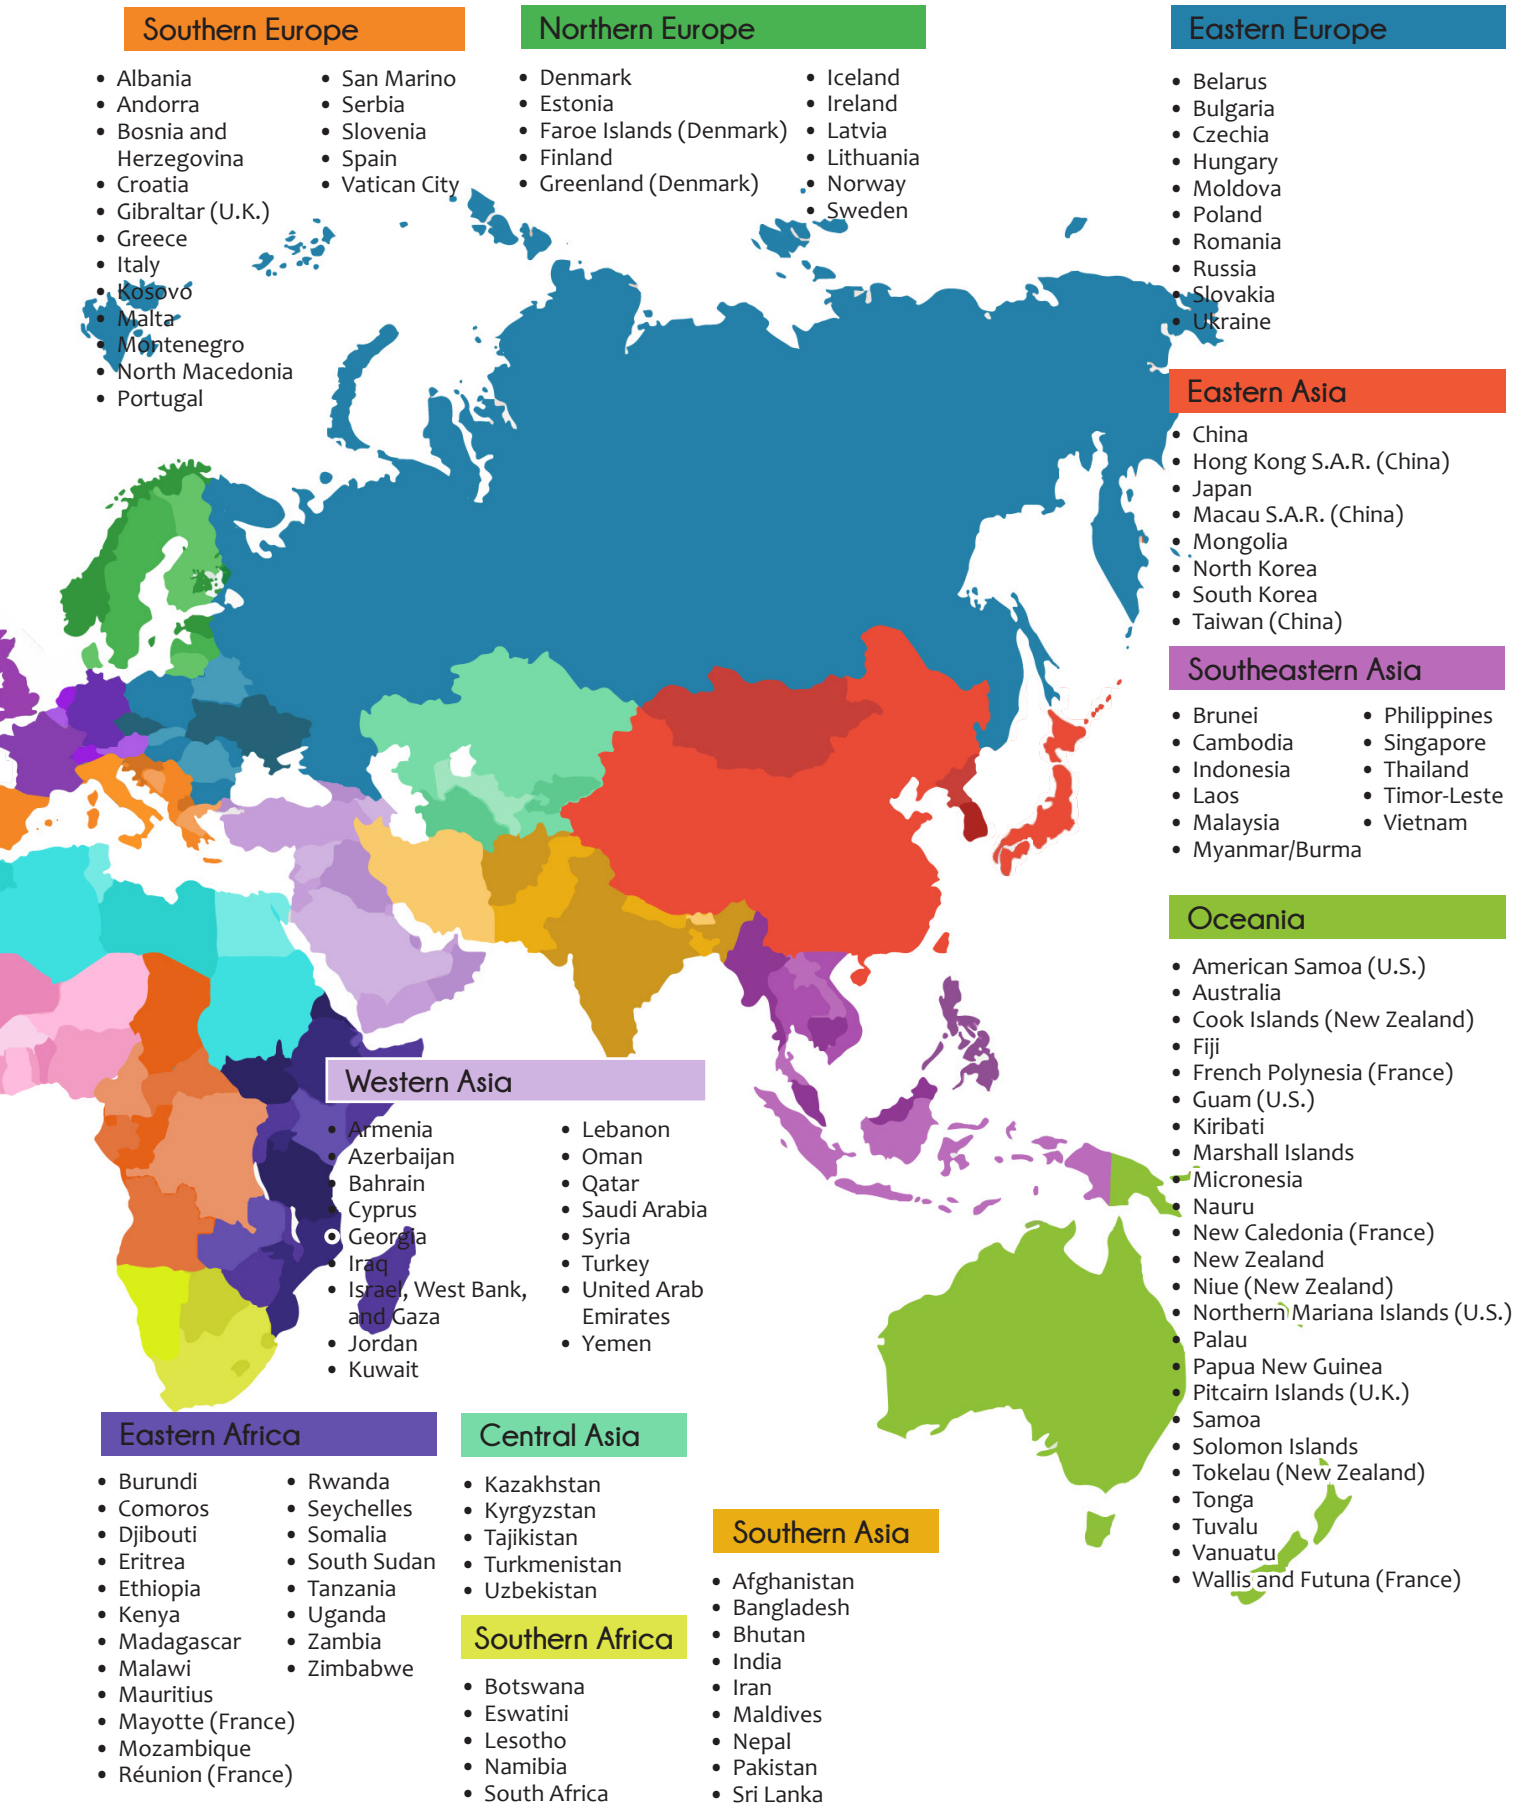 Southern Europe
• Albania
• Andorra
• Bosnia and
Herzegovina
• Croatia
• Gibraltar (U.K.)
• Greece
• Italy
• Kosovo
• Malta
• Montenegro
• North Macedonia
• Portugal
• San Marino
• Serbia
• Slovenia
• Spain
• Vatican City
Northern Europe
• Denmark
• Estonia
• Faroe Islands (Denmark)
• Finland
• Greenland (Denmark)
• Iceland
• Ireland
• Latvia
• Lithuania
• Norway
• Sweden
Eastern Europe
• Belarus
• Bulgaria
• Czechia
• Hungary
• Moldova
• Poland
• Romania
• Russia
• Slovakia
• Ukraine
Eastern Asia
• China
• Hong Kong S.A.R. (China)
• Japan
• Macau S.A.R. (China)
• Mongolia
• North Korea
• South Korea
• Taiwan (China)
Southeastern Asia
• Brunei
• Cambodia
• Indonesia
• Laos
• Malaysia
• Myanmar/Burma
• Philippines
• Singapore
• Thailand
• Timor-Leste
• Vietnam
Oceania
• American Samoa (U.S.)
• Australia
• Cook Islands (New Zealand)
• Fiji
• French Polynesia (France)
• Guam (U.S.)
• Kiribati
• Marshall Islands
• Micronesia
• Nauru
• New Caledonia (France)
• New Zealand
• Niue (New Zealand)
• Northern Mariana Islands (U.S.)
• Palau
• Papua New Guinea
• Pitcairn Islands (U.K.)
• Samoa
• Solomon Islands
• Tokelau (New Zealand)
• Tonga
• Tuvalu
• Vanuatu
• Wallis and Futuna (France)
Western Asia
• Armenia
• Azerbaijan
• Bahrain
• Cyprus
• Georgia
• Iraq
• Israel, West Bank,
and Gaza
• Jordan
• Kuwait
• Lebanon
• Oman
• Qatar
• Saudi Arabia
• Syria
• Turkey
• United Arab
Emirates
• Yemen
Eastern Africa
• Burundi
• Comoros
• Djibouti
• Eritrea
• Ethiopia
• Kenya
• Madagascar
• Malawi
• Mauritius
• Mayotte (France)
• Mozambique
• Réunion (France)
• Rwanda
• Seychelles
• Somalia
• South Sudan
• Tanzania
• Uganda
• Zambia
• Zimbabwe
Central Asia
• Kazakhstan
• Kyrgyzstan
• Tajikistan
• Turkmenistan
• Uzbekistan
Southern Africa
• Botswana
• Eswatini
• Lesotho
• Namibia
• South Africa
Southern Asia
• Afghanistan
• Bangladesh
• Bhutan
• India
• Iran
• Maldives
• Nepal
• Pakistan
• Sri Lanka